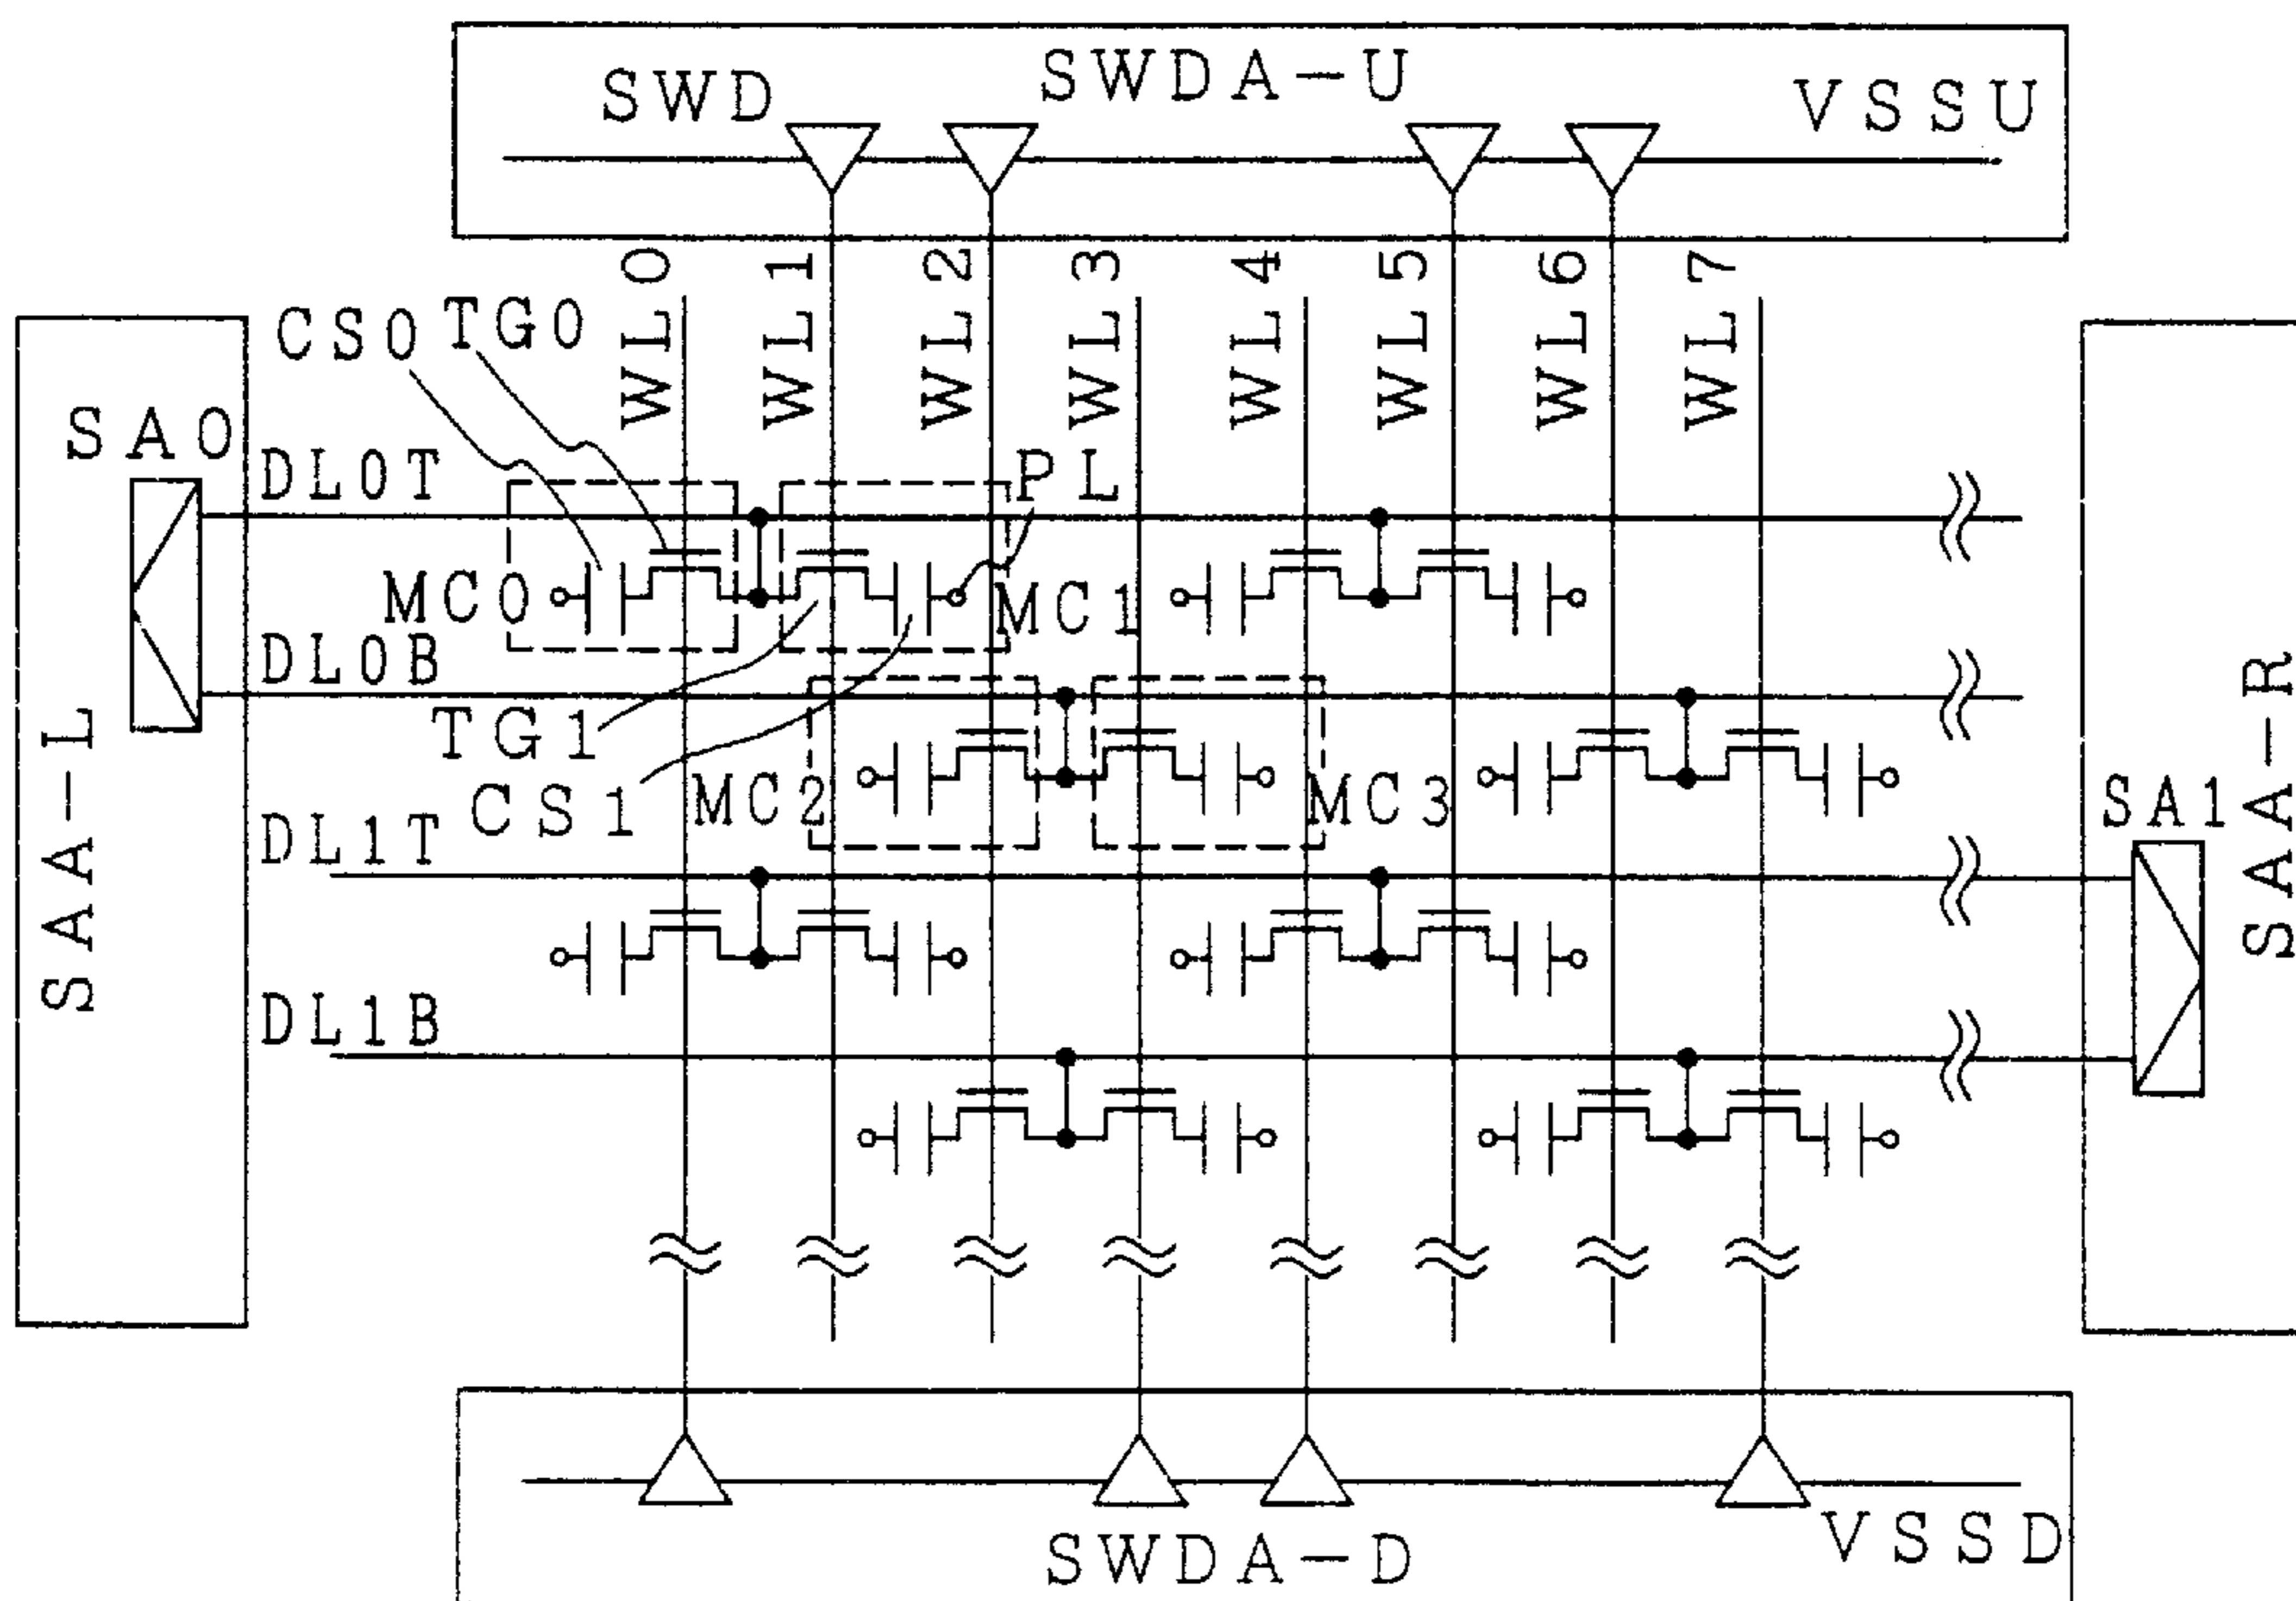 SWD
SWDA-U
VSSU
WL0
WL1
WL2
WL3
WL4
WL5
WL6
WL7
CS0
TG0
SA0
DL0T
PL
MC0
MC1
DL0B
TG1
CS1
MC2
MC3
SA1
SAA-L
SAA-R
DL1T
DL1B
SWDA-D
VSSD